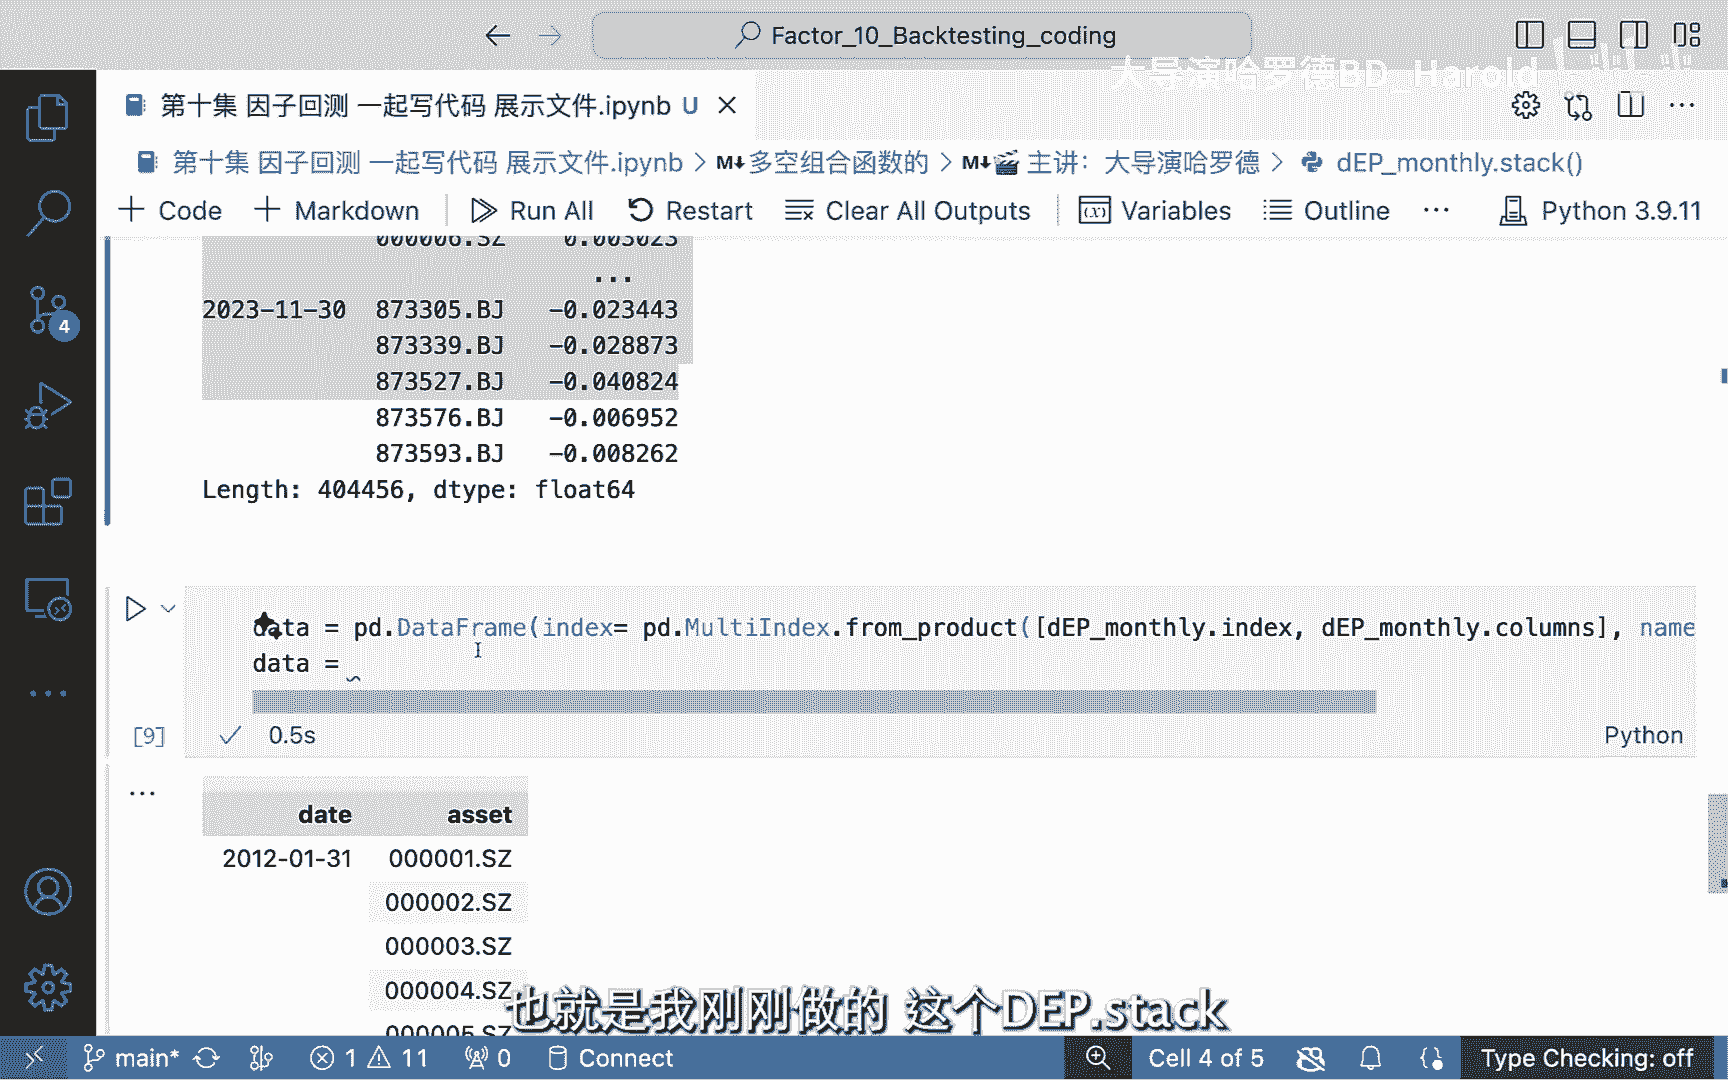 Factor_10_Backtesting_coding
大导演哈罗德BD_Harold
第十集 因子回测 一起写代码 展示文件.ipynb U
第十集 因子回测 一起写代码 展示文件.ipynb > M↓多空组合函数的 > M↓🎬 主讲：大导演哈罗德 > dEP_monthly.stack()
+ Code + Markdown Run All Restart Clear All Outputs Variables Outline ... Python 3.9.11
000006.SZ 0.003023
...
2023-11-30 873305.BJ -0.023443
873339.BJ -0.028873
873527.BJ -0.040824
873576.BJ -0.006952
873593.BJ -0.008262
Length: 404456, dtype: float64
data = pd.DataFrame(index= pd.MultiIndex.from_product([dEP_monthly.index, dEP_monthly.columns], name
data =
[9] 0.5s Python
...
date asset
2012-01-31 000001.SZ
000002.SZ
000003.SZ
000004.SZ
000005.SZ
也就是我刚刚做的 这个DEP.stack
4
main* 1 11 0 Connect Cell 4 of 5 Type Checking: off